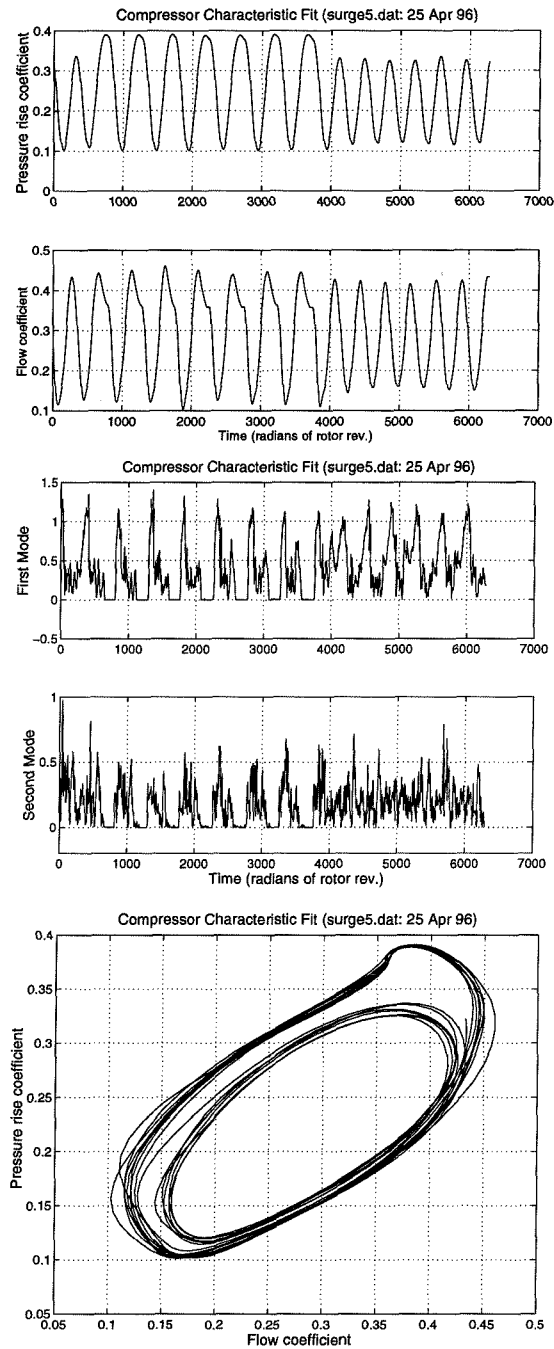 Compressor Characteristic Fit (surge5.dat: 25 Apr 96)
Pressure rise coefficient
0.4
0.3
0.2
0.1
0
0 1000 2000 3000 4000 5000 6000 7000
Flow coefficient
0.5
0.4
0.3
0.2
0.1
0 1000 2000 3000 4000 5000 6000 7000
Time (radians of rotor rev.)
Compressor Characteristic Fit (surge5.dat: 25 Apr 96)
First Mode
1.5
1
0.5
0
−0.5
0 1000 2000 3000 4000 5000 6000 7000
Second Mode
1
0.5
0
0 1000 2000 3000 4000 5000 6000 7000
Time (radians of rotor rev.)
Compressor Characteristic Fit (surge5.dat: 25 Apr 96)
Pressure rise coefficient
0.4
0.35
0.3
0.25
0.2
0.15
0.1
0.05
0.05 0.1 0.15 0.2 0.25 0.3 0.35 0.4 0.45 0.5
Flow coefficient